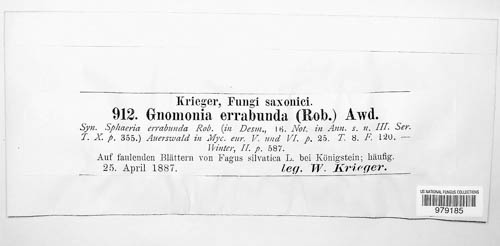 Krieger, Fungi saxonici.
912. Gnomonia errabunda (Rob.) Awd.
Syn. Sphaeria errabunda Rob. (in Desm., 16. Not. in Ann. s. n. III. Ser.
T. X. p. 355.) Auerswald in Myc. eur. V. und VI. p. 25. T. 8. F. 120. —
Winter, II. p. 587.
Auf faulenden Blättern von Fagus silvatica L. bei Königstein; häufig.
25. April 1887. leg. W. Krieger.
US NATIONAL FUNGUS COLLECTIONS
979185